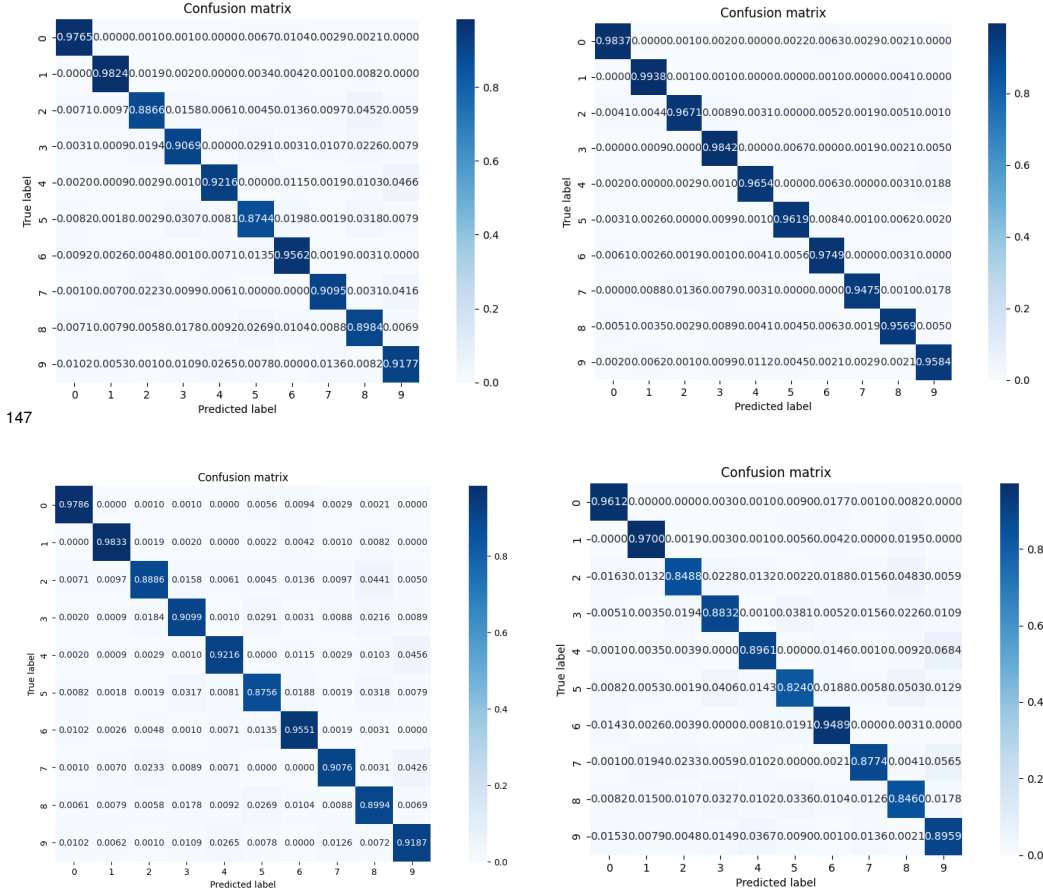 Confusion matrix
0 0.9765 0.0000 0.0010 0.0010 0.0000 0.0067 0.0104 0.0029 0.0021 0.0000
1 0.0000 0.9824 0.0019 0.0020 0.0000 0.0034 0.0042 0.0010 0.0082 0.0000
2 0.0071 0.0097 0.8866 0.0158 0.0061 0.0045 0.0136 0.0097 0.0452 0.0059
3 0.0031 0.0009 0.0194 0.9069 0.0000 0.0291 0.0031 0.0107 0.0226 0.0079
4 0.0020 0.0009 0.0029 0.0010 0.9216 0.0000 0.0115 0.0019 0.0103 0.0466
5 0.0082 0.0018 0.0029 0.0307 0.0081 0.8744 0.0198 0.0019 0.0318 0.0079
6 0.0092 0.0026 0.0048 0.0010 0.0071 0.0135 0.9562 0.0019 0.0031 0.0000
7 0.0010 0.0070 0.0223 0.0099 0.0061 0.0000 0.0000 0.9095 0.0031 0.0416
8 0.0071 0.0079 0.0058 0.0178 0.0092 0.0269 0.0104 0.0088 0.8984 0.0069
9 0.0102 0.0053 0.0010 0.0109 0.0265 0.0078 0.0000 0.0136 0.0082 0.9177
0 1 2 3 4 5 6 7 8 9
Predicted label
True label
0.8
0.6
0.4
0.2
0.0
Confusion matrix
0 0.9837 0.0000 0.0010 0.0020 0.0000 0.0022 0.0063 0.0029 0.0021 0.0000
1 0.0000 0.9938 0.0010 0.0010 0.0000 0.0000 0.0010 0.0000 0.0041 0.0000
2 0.0041 0.0044 0.9671 0.0089 0.0031 0.0000 0.0052 0.0019 0.0051 0.0010
3 0.0000 0.0009 0.0000 0.9842 0.0000 0.0067 0.0000 0.0019 0.0021 0.0050
4 0.0020 0.0000 0.0029 0.0010 0.9654 0.0000 0.0063 0.0000 0.0031 0.0188
5 0.0031 0.0026 0.0000 0.0099 0.0010 0.9619 0.0084 0.0010 0.0062 0.0020
6 0.0061 0.0026 0.0019 0.0010 0.0041 0.0056 0.9749 0.0000 0.0031 0.0000
7 0.0000 0.0088 0.0136 0.0079 0.0031 0.0000 0.0000 0.9475 0.0010 0.0178
8 0.0051 0.0035 0.0029 0.0089 0.0041 0.0045 0.0063 0.0019 0.9569 0.0050
9 0.0020 0.0062 0.0010 0.0099 0.0112 0.0045 0.0021 0.0029 0.0021 0.9584
0 1 2 3 4 5 6 7 8 9
Predicted label
True label
0.8
0.6
0.4
0.2
0.0
147
Confusion matrix
0 0.9786 0.0000 0.0010 0.0010 0.0000 0.0056 0.0094 0.0029 0.0021 0.0000
1 0.0000 0.9833 0.0019 0.0020 0.0000 0.0022 0.0042 0.0010 0.0082 0.0000
2 0.0071 0.0097 0.8886 0.0158 0.0061 0.0045 0.0136 0.0097 0.0441 0.0050
3 0.0020 0.0009 0.0184 0.9099 0.0010 0.0291 0.0031 0.0088 0.0216 0.0089
4 0.0020 0.0009 0.0029 0.0010 0.9216 0.0000 0.0115 0.0029 0.0103 0.0456
5 0.0082 0.0018 0.0019 0.0317 0.0081 0.8756 0.0188 0.0019 0.0318 0.0079
6 0.0102 0.0026 0.0048 0.0010 0.0071 0.0135 0.9551 0.0019 0.0031 0.0000
7 0.0010 0.0070 0.0233 0.0089 0.0071 0.0000 0.0000 0.9076 0.0031 0.0426
8 0.0061 0.0079 0.0058 0.0178 0.0092 0.0269 0.0104 0.0088 0.8994 0.0069
9 0.0102 0.0062 0.0010 0.0109 0.0265 0.0078 0.0000 0.0126 0.0072 0.9187
0 1 2 3 4 5 6 7 8 9
Predicted label
True label
0.8
0.6
0.4
0.2
0.0
Confusion matrix
0 0.9612 0.0000 0.0000 0.0030 0.0010 0.0090 0.0177 0.0010 0.0082 0.0000
1 0.0000 0.9700 0.0019 0.0030 0.0010 0.0056 0.0042 0.0000 0.0195 0.0000
2 0.0163 0.0132 0.8488 0.0228 0.0132 0.0022 0.0188 0.0156 0.0483 0.0059
3 0.0051 0.0035 0.0194 0.8832 0.0010 0.0381 0.0052 0.0156 0.0226 0.0109
4 0.0010 0.0035 0.0039 0.0000 0.8961 0.0000 0.0146 0.0010 0.0092 0.0684
5 0.0082 0.0053 0.0019 0.0406 0.0143 0.8240 0.0188 0.0058 0.0503 0.0129
6 0.0143 0.0026 0.0039 0.0000 0.0081 0.0191 0.9489 0.0000 0.0031 0.0000
7 0.0010 0.0194 0.0233 0.0059 0.0102 0.0000 0.0021 0.8774 0.0041 0.0565
8 0.0082 0.0150 0.0107 0.0327 0.0102 0.0336 0.0104 0.0126 0.8460 0.0178
9 0.0153 0.0079 0.0048 0.0149 0.0367 0.0090 0.0010 0.0136 0.0021 0.8959
0 1 2 3 4 5 6 7 8 9
Predicted label
True label
0.8
0.6
0.4
0.2
0.0